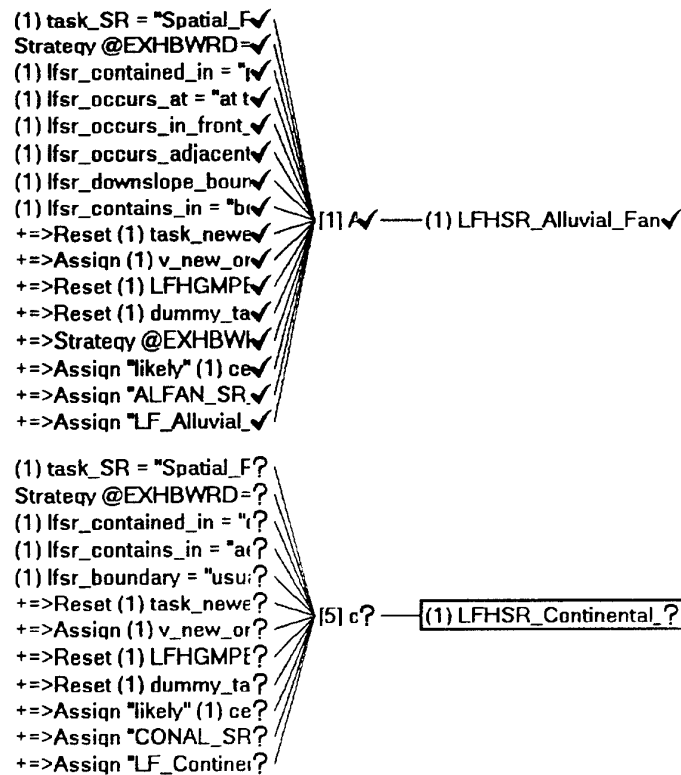 (1) task_SR = "Spatial_F✓
Strategy @EXHBWRD=✓
(1) lfsr_contained_in = "p✓
(1) lfsr_occurs_at = "at t✓
(1) lfsr_occurs_in_front_✓
(1) lfsr_occurs_adjacent✓
(1) lfsr_downslope_boun✓
(1) lfsr_contains_in = "be✓
+=>Reset (1) task_newe✓
+=>Assign (1) v_new_or✓
+=>Reset (1) LFHGMPE✓
+=>Reset (1) dummy_ta✓
+=>Strategy @EXHBWI✓
+=>Assign "likely" (1) ce✓
+=>Assign "ALFAN_SR_✓
+=>Assign "LF_Alluvial_✓
[1] A✓
(1) LFHSR_Alluvial_Fan✓
(1) task_SR = "Spatial_F?
Strategy @EXHBWRD=?
(1) lfsr_contained_in = "(?
(1) lfsr_contains_in = "ae?
(1) lfsr_boundary = "usu?
+=>Reset (1) task_newe?
+=>Assign (1) v_new_or?
+=>Reset (1) LFHGMPE?
+=>Reset (1) dummy_ta?
+=>Assign "likely" (1) ce?
+=>Assign "CONAL_SR?
+=>Assign "LF_Contine?
[5] c?
(1) LFHSR_Continental_?